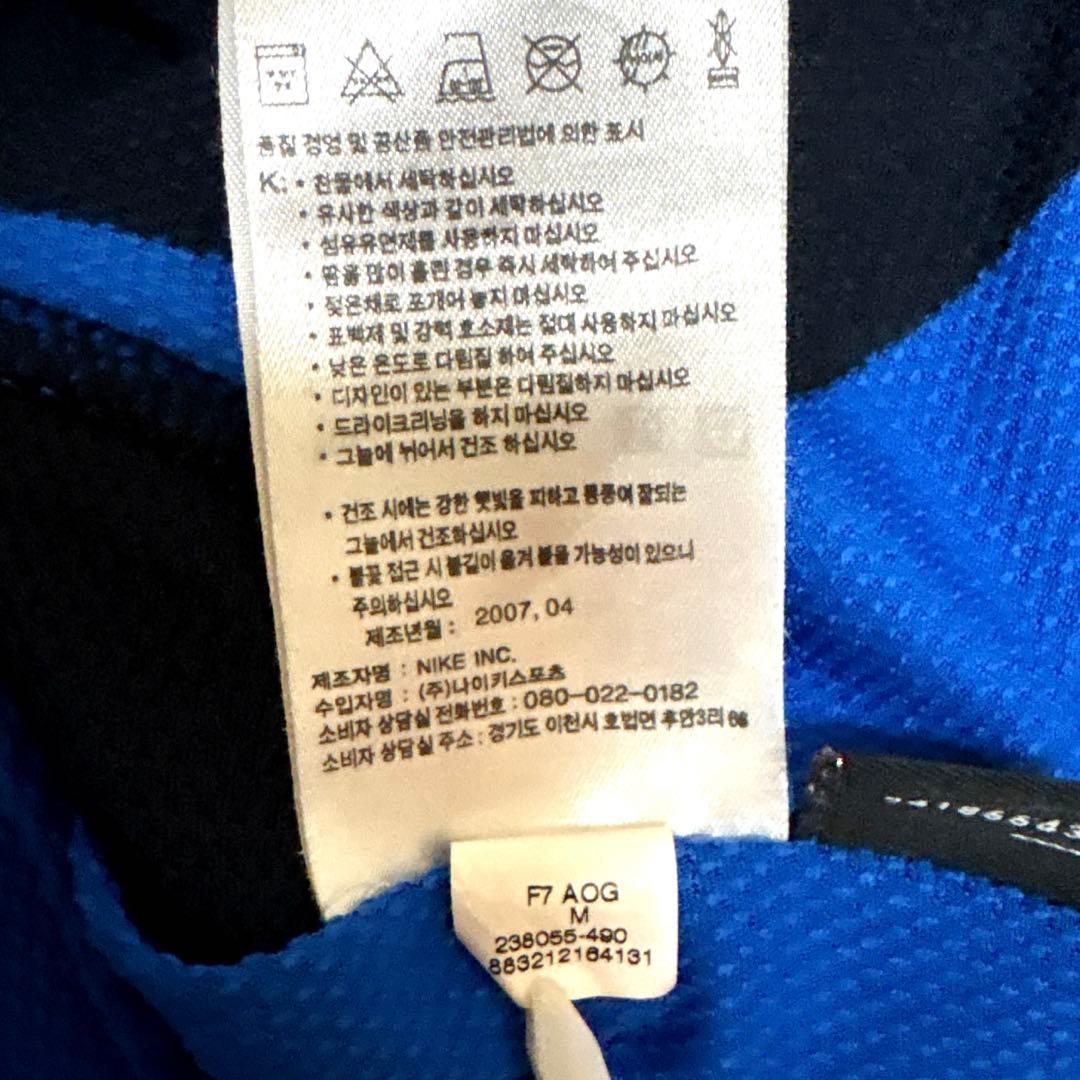 품질 경영 및 공산품 안전관리법에 의한 표시
K: • 찬물에서 세탁하십시오
• 유사한 색상과 같이 세탁하십시오
• 섬유유연제를 사용하지 마십시오
• 땀을 많이 흘린 경우 즉시 세탁하여 주십시오
• 젖은채로 포개어 놓지 마십시오
• 표백제 및 강력 효소제는 절대 사용하지 마십시오
• 낮은 온도로 다림질 하여 주십시오
• 디자인이 있는 부분은 다림질하지 마십시오
• 드라이크리닝을 하지 마십시오
• 그늘에 뉘어서 건조 하십시오
• 건조 시에는 강한 햇빛을 피하고 통풍이 잘되는
그늘에서 건조하십시오
• 불꽃 접근 시 불길이 옮겨 붙을 가능성이 있으니
주의하십시오
제조년월 : 2007, 04
제조자명 : NIKE INC.
수입자명 : (주)나이키스포츠
소비자 상담실 전화번호 : 080-022-0182
소비자 상담실 주소 : 경기도 이천시 호법면 후안3리
F7 AOG
M
238055-490
883212164131